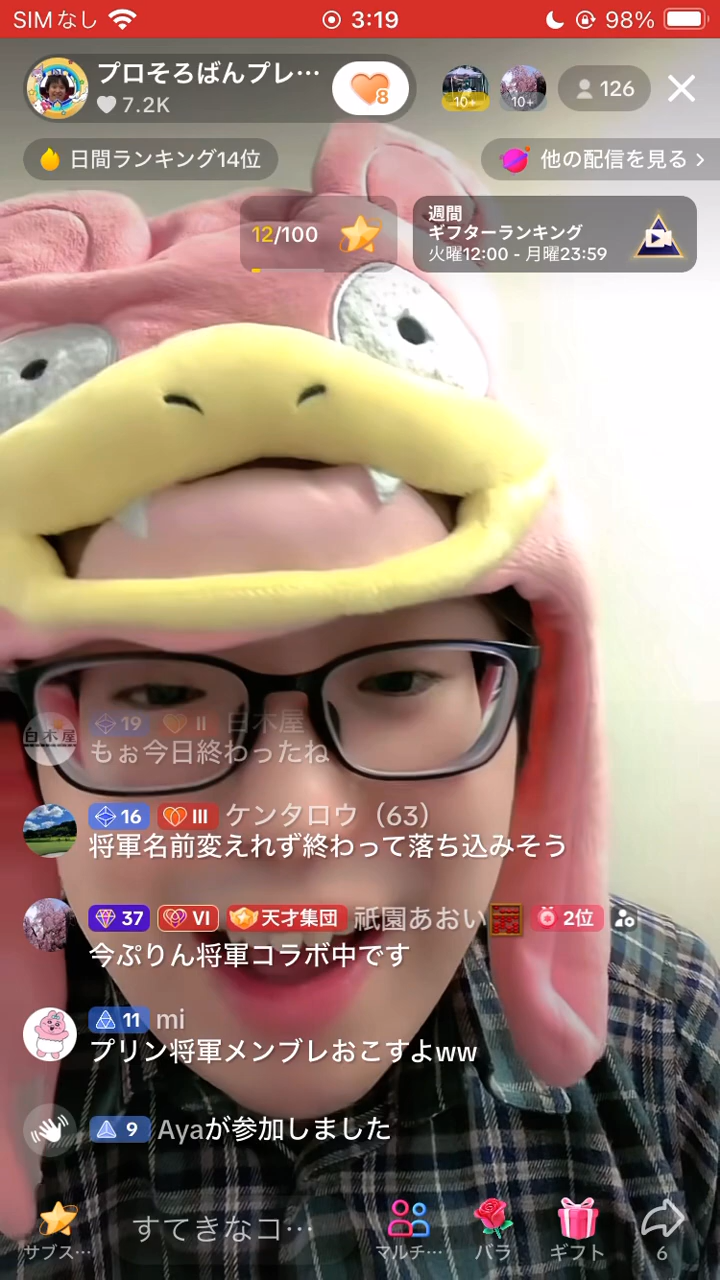 SIMなし 3:19 98%
プロそろばんプレ… 8 10+ 10+ 126
7.2K
日間ランキング14位 他の配信を見る
12/100
週間
ギフターランキング
火曜12:00 - 月曜23:59
19 II 白木屋
白木屋
もぉ今日終わったね
16 III ケンタロウ（63）
将軍名前変えれず終わって落ち込みそう
37 VI 天才集団 祇園あおい 2位
今ぷりん将軍コラボ中です
11 mi
プリン将軍メンブレおこすよww
9 Ayaが参加しました
すてきなコ…
サブス… マルチ… バラ ギフト 6